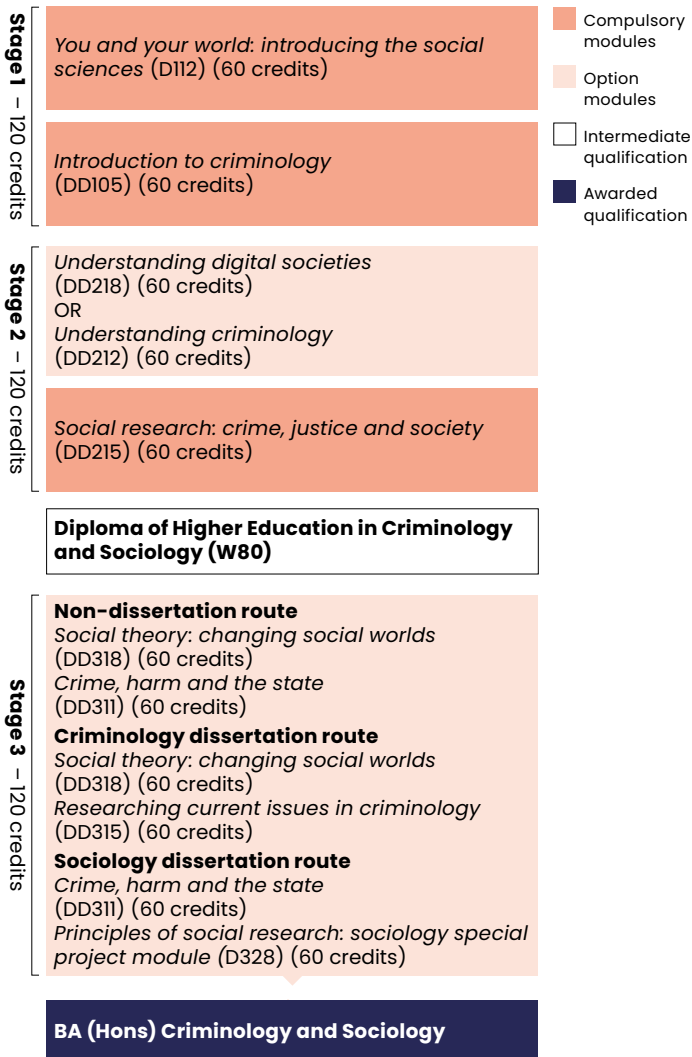 Stage 1 – 120 credits
You and your world: introducing the social
sciences (D112) (60 credits)
Introduction to criminology
(DD105) (60 credits)
Compulsory
modules
Option
modules
Intermediate
qualification
Awarded
qualification
Stage 2 – 120 credits
Understanding digital societies
(DD218) (60 credits)
OR
Understanding criminology
(DD212) (60 credits)
Social research: crime, justice and society
(DD215) (60 credits)
Diploma of Higher Education in Criminology
and Sociology (W80)
Stage 3 – 120 credits
Non-dissertation route
Social theory: changing social worlds
(DD318) (60 credits)
Crime, harm and the state
(DD311) (60 credits)
Criminology dissertation route
Social theory: changing social worlds
(DD318) (60 credits)
Researching current issues in criminology
(DD315) (60 credits)
Sociology dissertation route
Crime, harm and the state
(DD311) (60 credits)
Principles of social research: sociology special
project module (D328) (60 credits)
BA (Hons) Criminology and Sociology